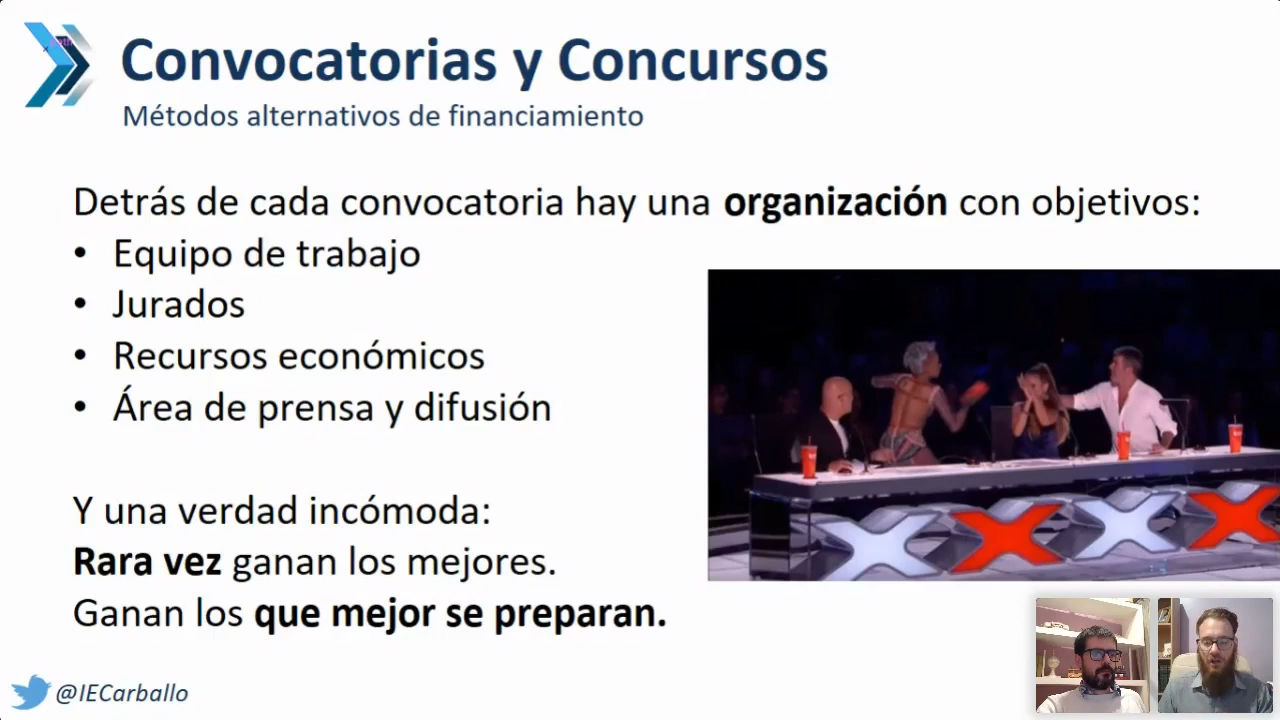 Convocatorias y Concursos
Métodos alternativos de financiamiento
Detrás de cada convocatoria hay una organización con objetivos:
• Equipo de trabajo
• Jurados
• Recursos económicos
• Área de prensa y difusión
Y una verdad incómoda:
Rara vez ganan los mejores.
Ganan los que mejor se preparan.
@IECarballo